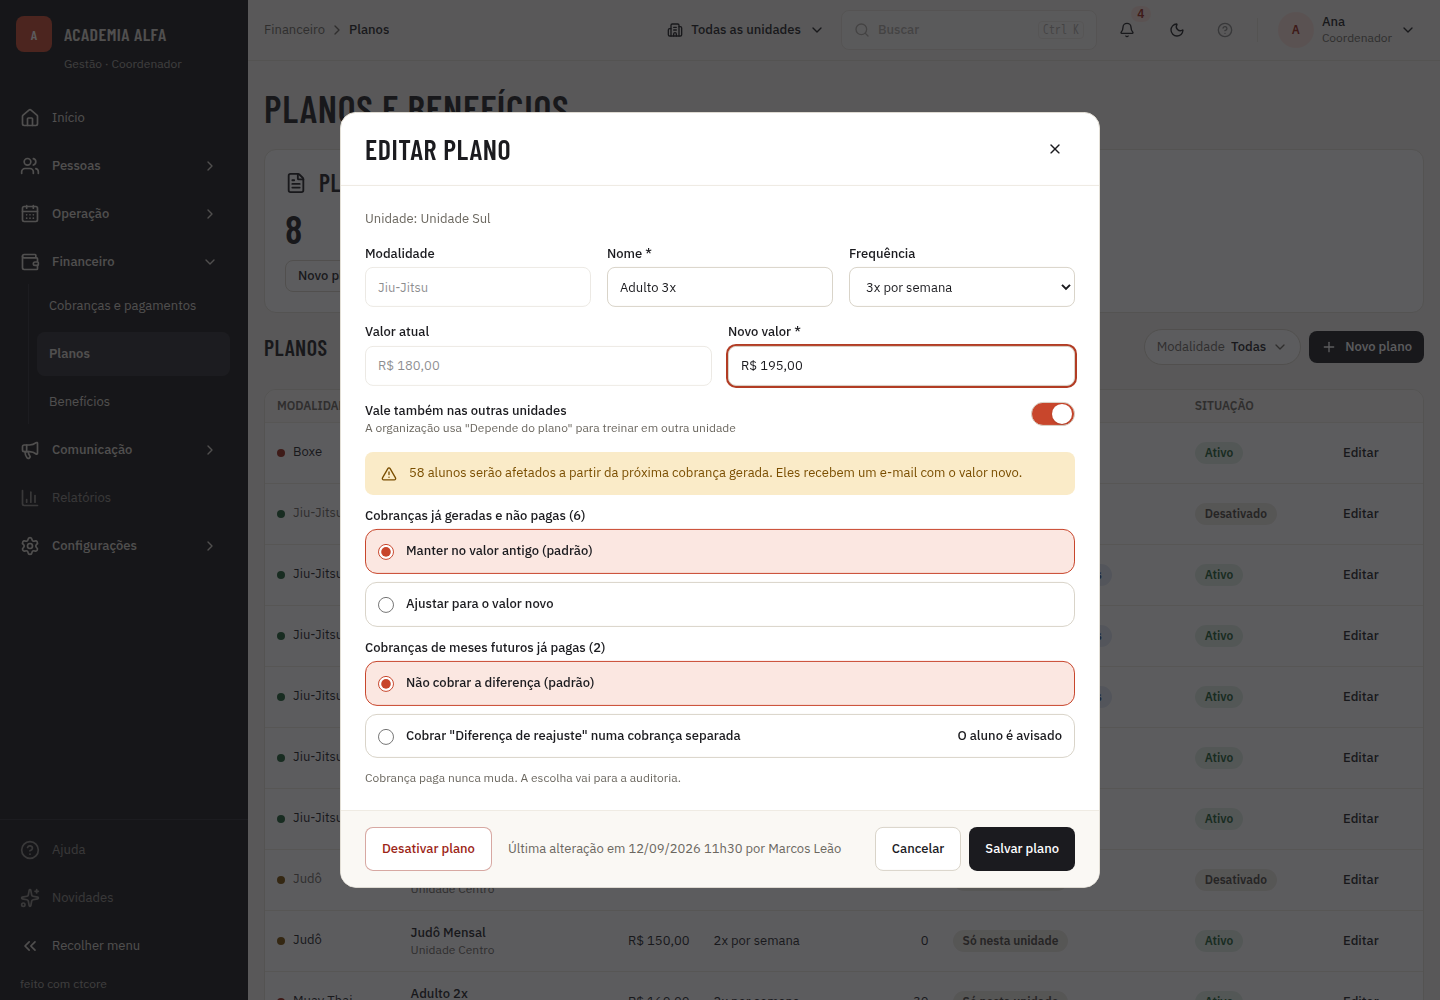 A
ACADEMIA ALFA
Gestão · Coordenador
Início
Pessoas
Operação
Financeiro
Cobranças e pagamentos
Planos
Benefícios
Comunicação
Relatórios
Configurações
Ajuda
Novidades
Recolher menu
feito com ctcore
Financeiro > Planos
Todas as unidades
Buscar
Ctrl K
4
A
Ana
Coordenador
PLANOS E BENEFÍCIOS
8
PLANOS
Modalidade Todas
+ Novo plano
SITUAÇÃO
Boxe
Ativo
Editar
Desativado
Editar
Ativo
Editar
Ativo
Editar
Ativo
Editar
Ativo
Editar
Ativo
Editar
Judô
Unidade Centro
Desativado
Editar
Judô
Judô Mensal
Unidade Centro
R$ 150,00
2x por semana
0
Só nesta unidade
Ativo
Editar
Adulto 2x
EDITAR PLANO
Unidade: Unidade Sul
Modalidade
Jiu-Jitsu
Nome *
Adulto 3x
Frequência
3x por semana
Valor atual
R$ 180,00
Novo valor *
R$ 195,00
Vale também nas outras unidades
A organização usa "Depende do plano" para treinar em outra unidade
58 alunos serão afetados a partir da próxima cobrança gerada. Eles recebem um e-mail com o valor novo.
Cobranças já geradas e não pagas (6)
Manter no valor antigo (padrão)
Ajustar para o valor novo
Cobranças de meses futuros já pagas (2)
Não cobrar a diferença (padrão)
Cobrar "Diferença de reajuste" numa cobrança separada
O aluno é avisado
Cobrança paga nunca muda. A escolha vai para a auditoria.
Desativar plano
Última alteração em 12/09/2026 11h30 por Marcos Leão
Cancelar
Salvar plano